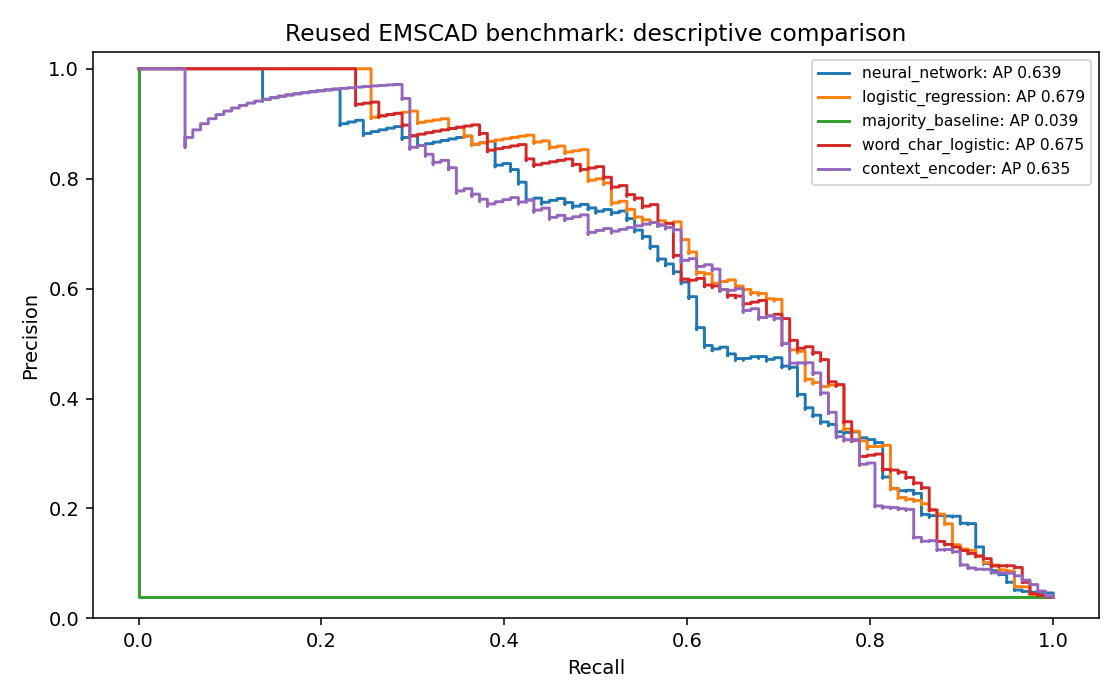 Reused EMSCAD benchmark: descriptive comparison
neural_network: AP 0.639
logistic_regression: AP 0.679
majority_baseline: AP 0.039
word_char_logistic: AP 0.675
context_encoder: AP 0.635
Precision
1.0
0.8
0.6
0.4
0.2
0.0
0.0 0.2 0.4 0.6 0.8 1.0
Recall